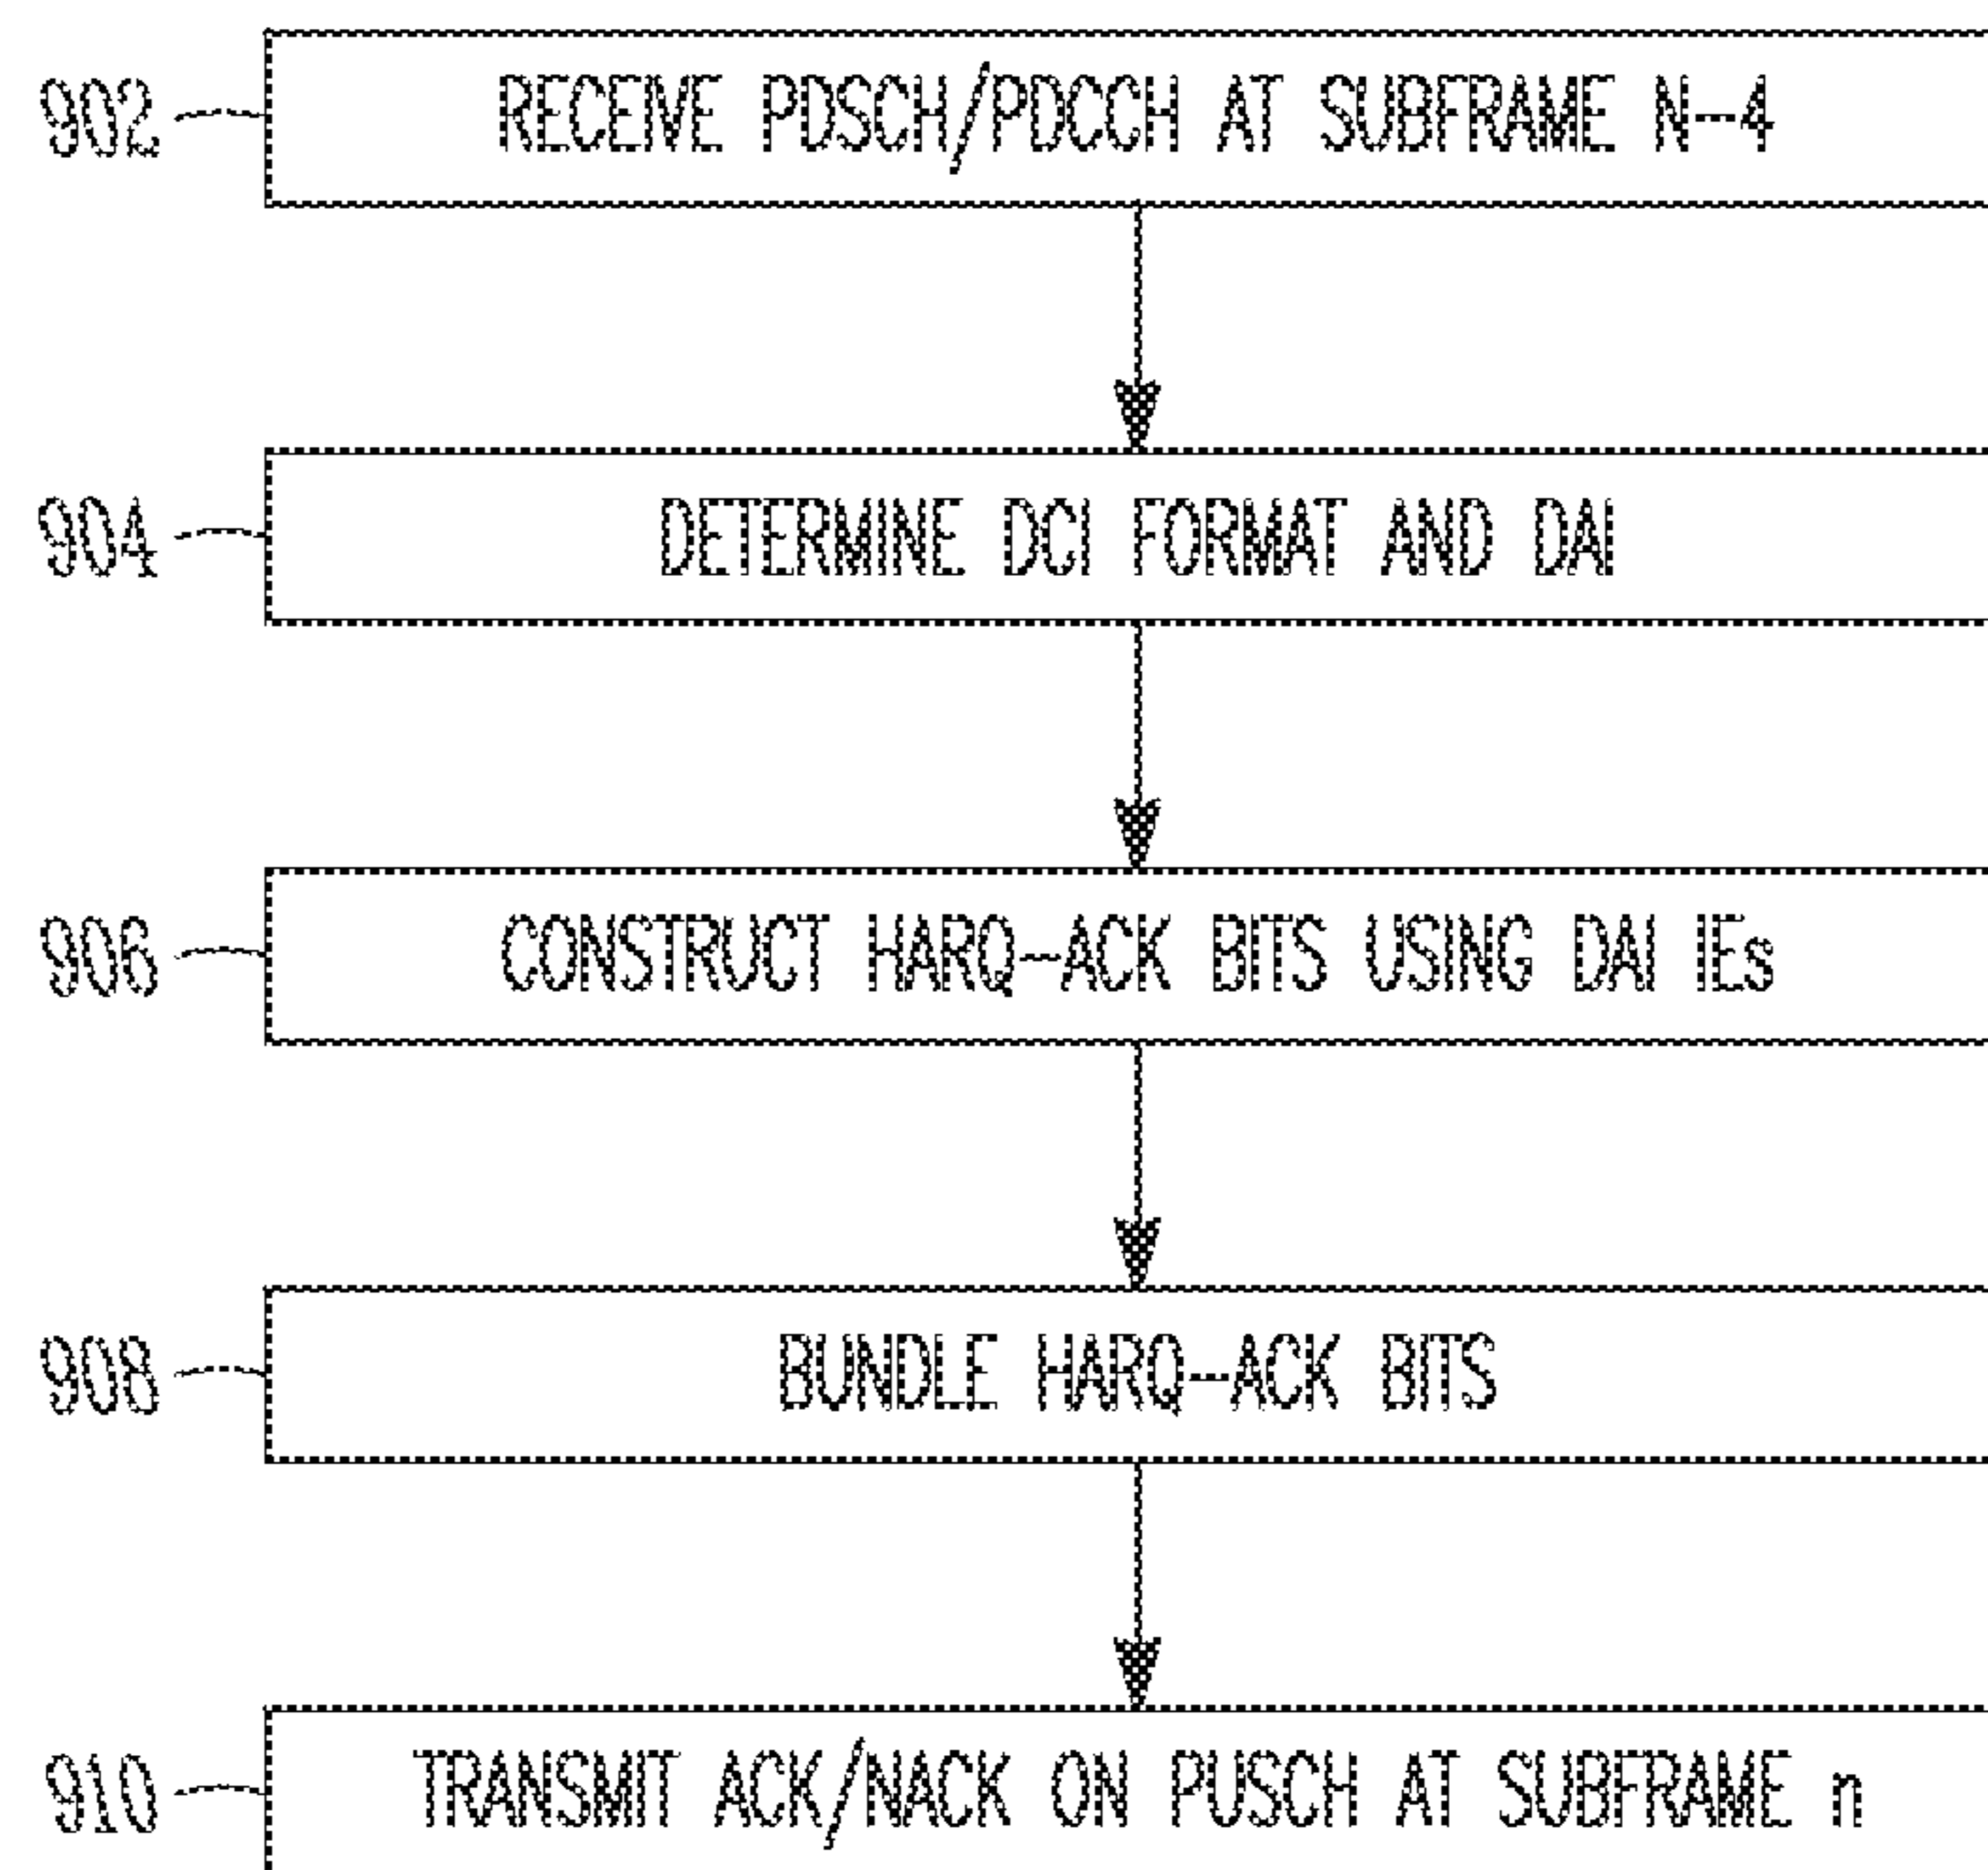 902 RECEIVE PDSCH/PDCCH AT SUBFRAME N-4
904 DETERMINE DCI FORMAT AND DAI
906 CONSTRUCT HARQ-ACK BITS USING DAI IEs
908 BUNDLE HARQ-ACK BITS
910 TRANSMIT ACK/NACK ON PUSCH AT SUBFRAME n